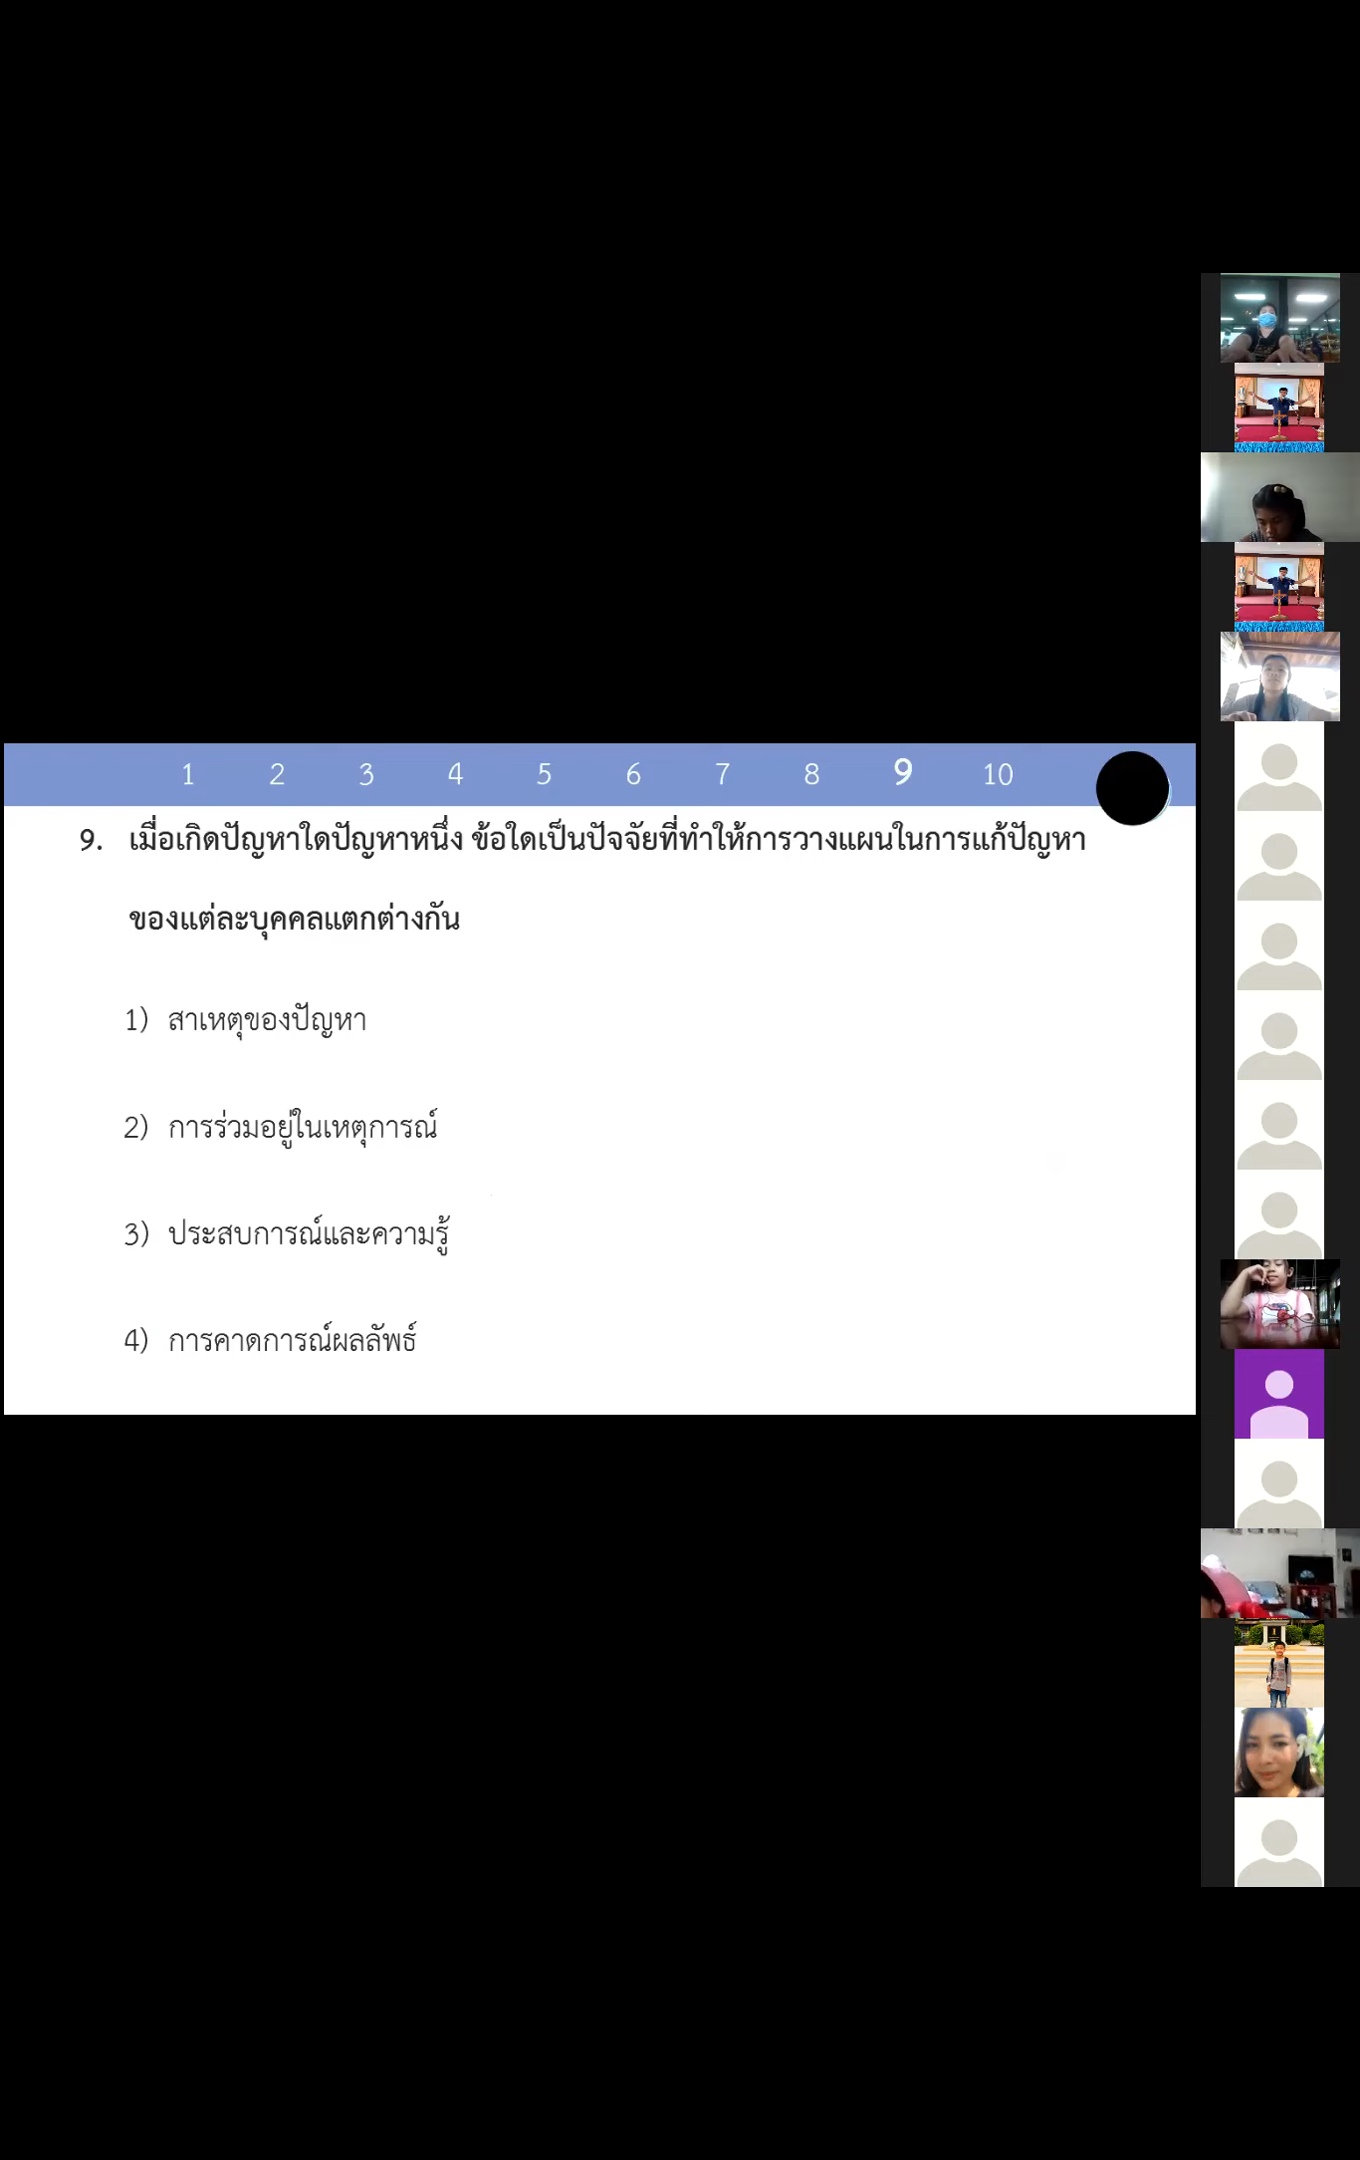 1 2 3 4 5 6 7 8 9 10
9. เมื่อเกิดปัญหาใดปัญหาหนึ่ง ข้อใดเป็นปัจจัยที่ทำให้การวางแผนในการแก้ปัญหา
ของแต่ละบุคคลแตกต่างกัน
1) สาเหตุของปัญหา
2) การร่วมอยู่ในเหตุการณ์
3) ประสบการณ์และความรู้
4) การคาดการณ์ผลลัพธ์